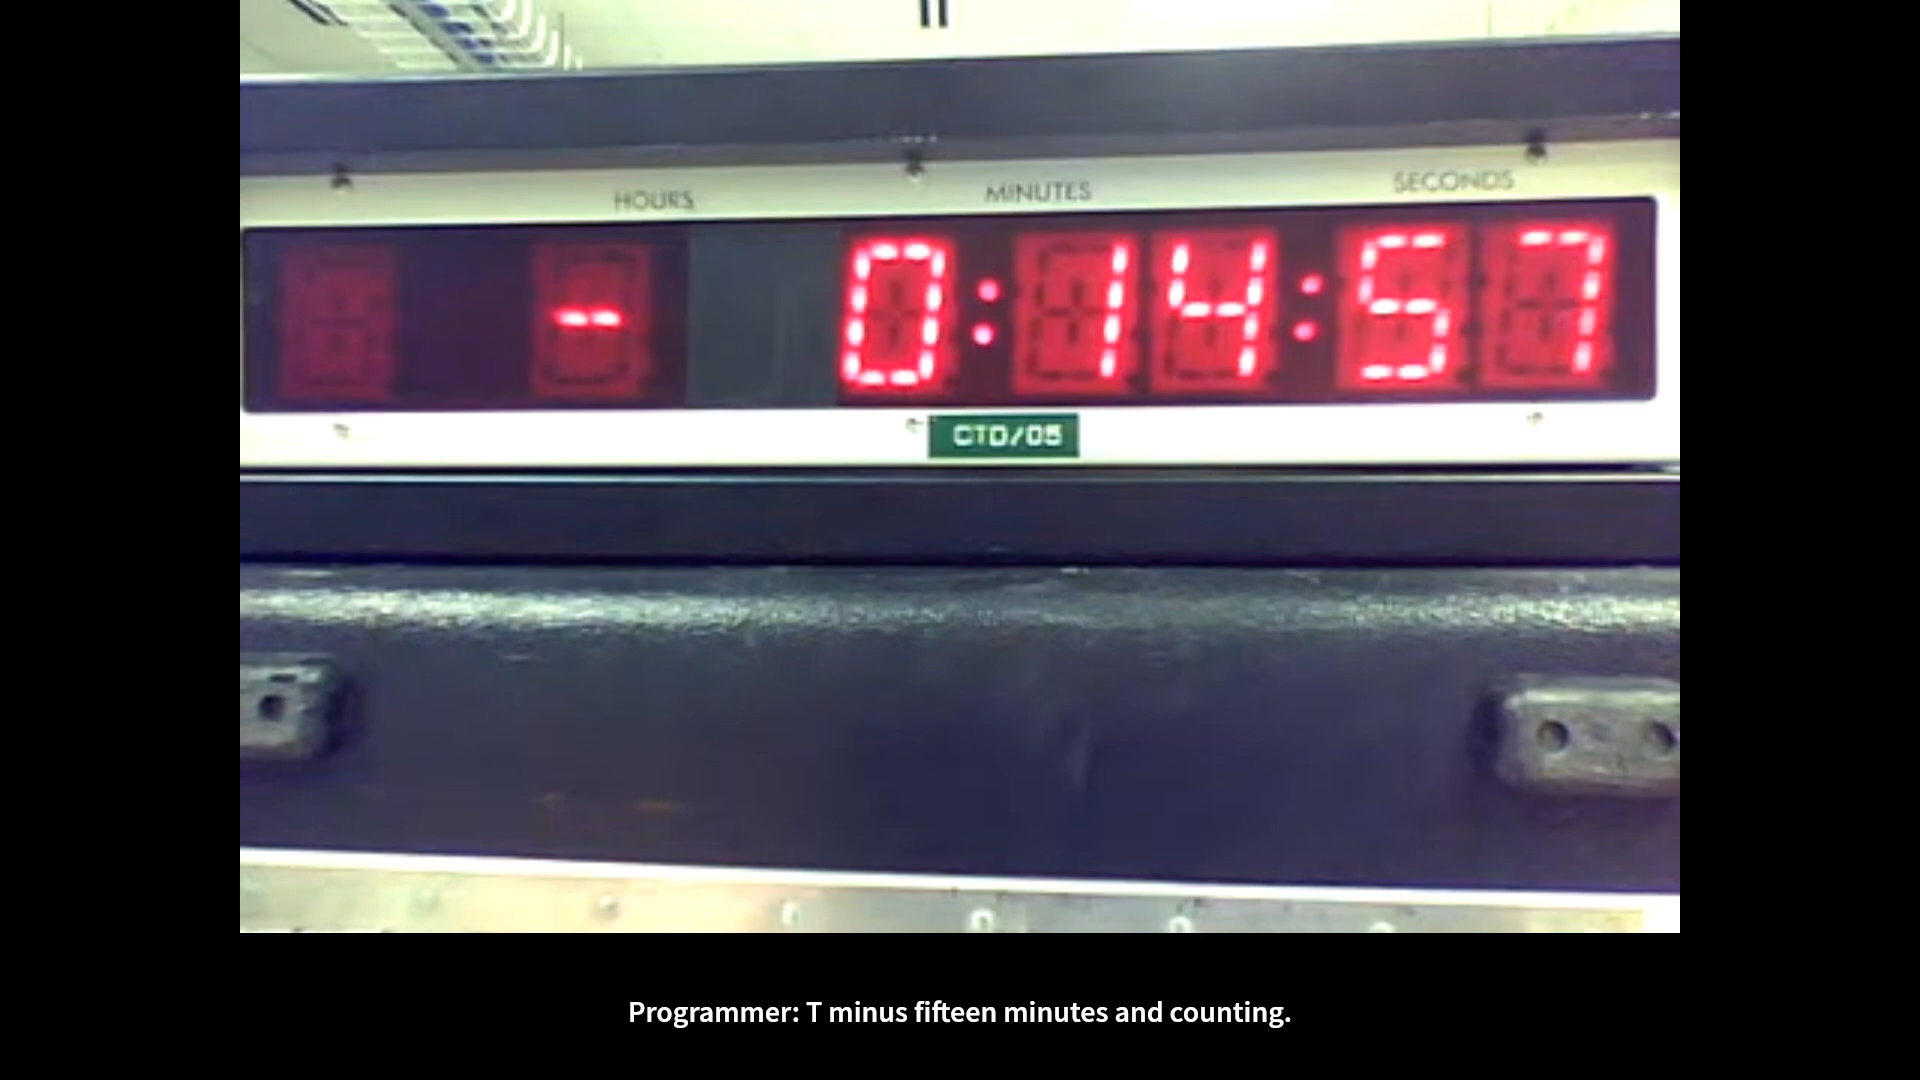 HOURS MINUTES SECONDS
- 0:14:57
CTD/05
Programmer: T minus fifteen minutes and counting.